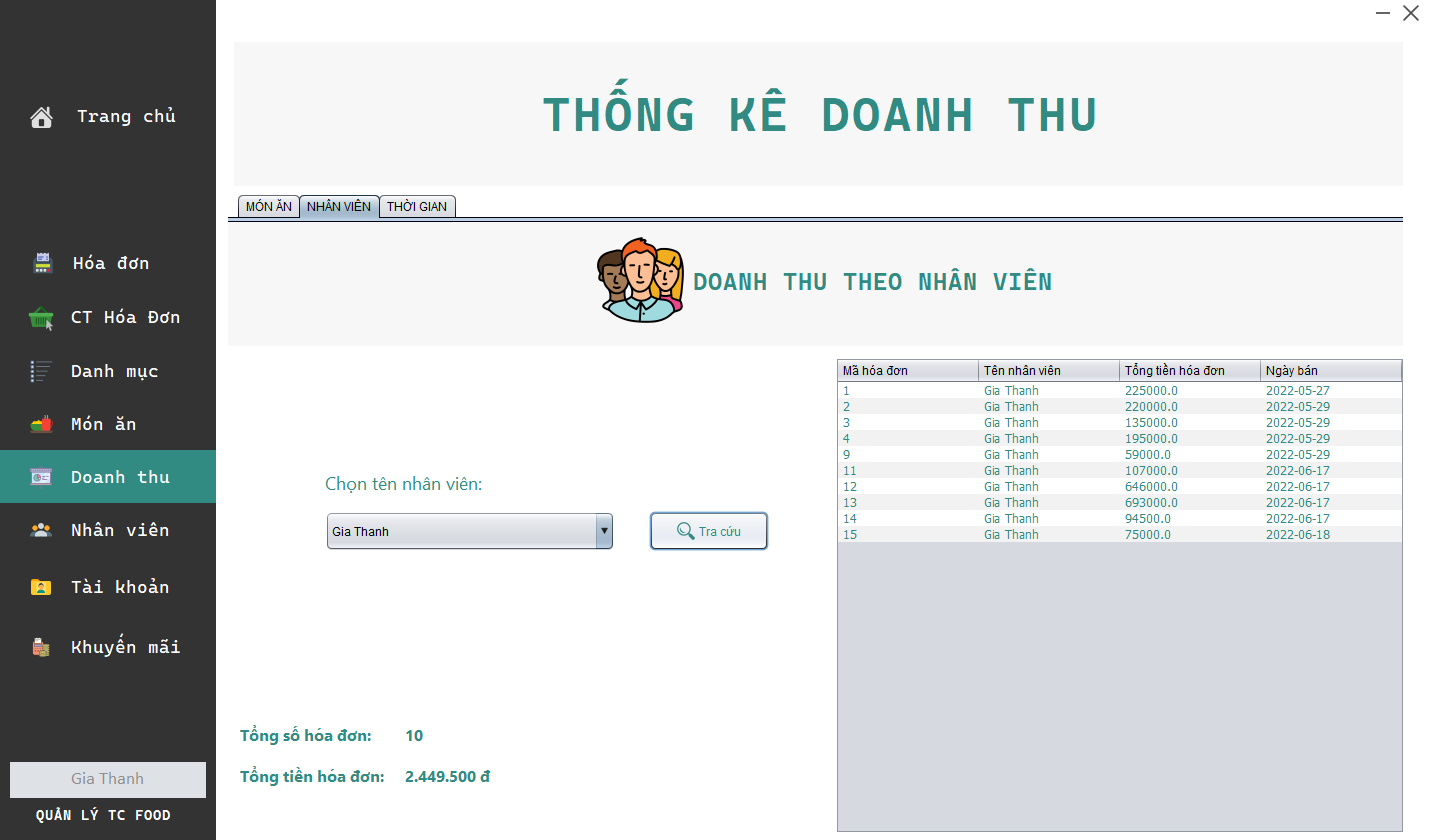 Trang chủ
Hóa đơn
CT Hóa Đơn
Danh mục
Món ăn
Doanh thu
Nhân viên
Tài khoản
Khuyến mãi
Gia Thanh
QUẢN LÝ TC FOOD
THỐNG KÊ DOANH THU
MÓN ĂN NHÂN VIÊN THỜI GIAN
DOANH THU THEO NHÂN VIÊN
Chọn tên nhân viên:
Gia Thanh Tra cứu
Tổng số hóa đơn: 10
Tổng tiền hóa đơn: 2.449.500 đ
Mã hóa đơn Tên nhân viên Tổng tiền hóa đơn Ngày bán
1 Gia Thanh 225000.0 2022-05-27
2 Gia Thanh 220000.0 2022-05-29
3 Gia Thanh 135000.0 2022-05-29
4 Gia Thanh 195000.0 2022-05-29
9 Gia Thanh 59000.0 2022-05-29
11 Gia Thanh 107000.0 2022-06-17
12 Gia Thanh 646000.0 2022-06-17
13 Gia Thanh 693000.0 2022-06-17
14 Gia Thanh 94500.0 2022-06-17
15 Gia Thanh 75000.0 2022-06-18